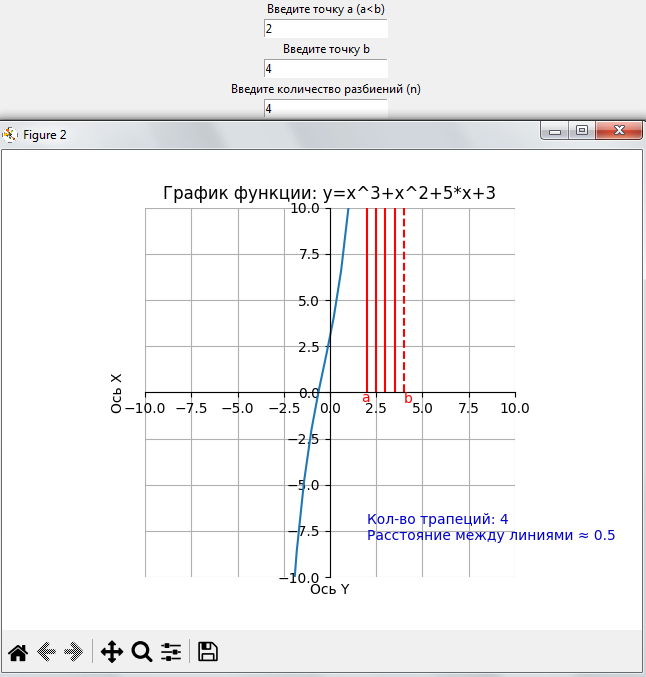 Введите точку a (a<b)
2
Введите точку b
4
Введите количество разбиений (n)
4
Figure 2
График функции: y=x^3+x^2+5*x+3
10.0
7.5
5.0
2.5
0.0
Ось X
−10.0 −7.5 −5.0 −2.5 0.0 2.5 5.0 7.5 10.0
a b
−2.5
−5.0
−7.5
−10.0
Кол-во трапеций: 4
Расстояние между линиями ≈ 0.5
Ось Y